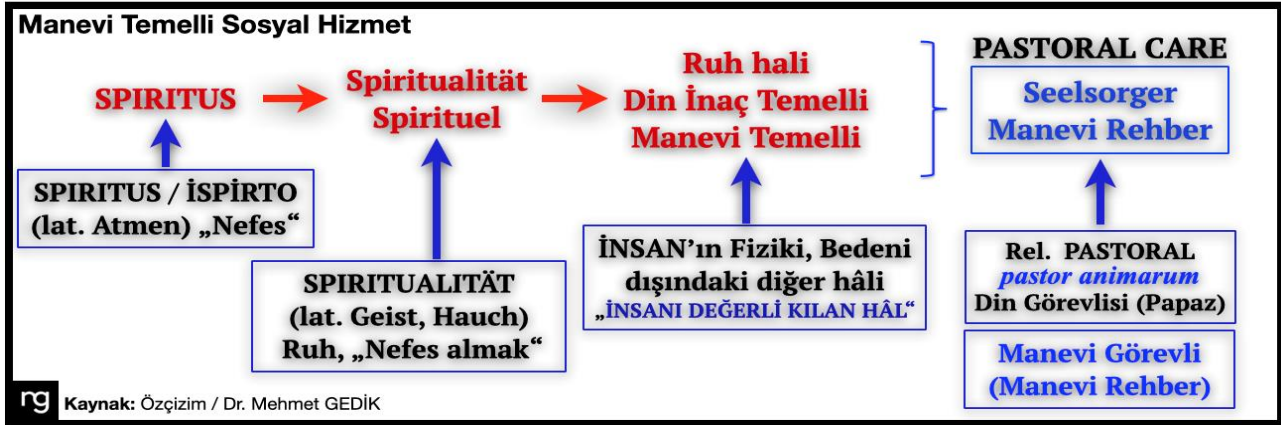 Manevi Temelli Sosyal Hizmet
SPIRITUS
Spiritualität
Spirituel
Ruh hali
Din İnaç Temelli
Manevi Temelli
PASTORAL CARE
Seelsorger
Manevi Rehber
SPIRITUS / İSPİRTO
(lat. Atmen) „Nefes“
SPIRITUALITÄT
(lat. Geist, Hauch)
Ruh, „Nefes almak“
İNSAN’ın Fiziki, Bedeni
dışındaki diğer hâli
„İNSANI DEĞERLİ KILAN HÂL“
Rel. PASTORAL
pastor animarum
Din Görevlisi (Papaz)
Manevi Görevli
(Manevi Rehber)
rg
Kaynak: Özçizim / Dr. Mehmet GEDİK